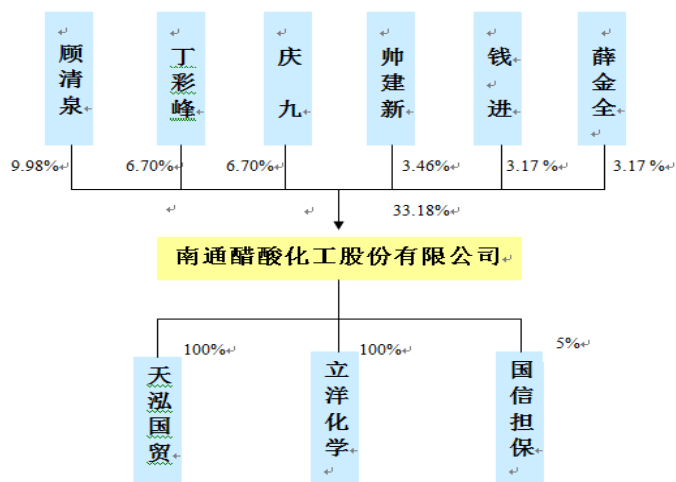 顾清泉
丁彩峰
庆九
帅建新
钱进
薛金全
9.98%
6.70%
6.70%
3.46%
3.17 %
3.17 %
33.18%
南通醋酸化工股份有限公司
100%
100%
5%
天泓国贸
立洋化学
国信担保